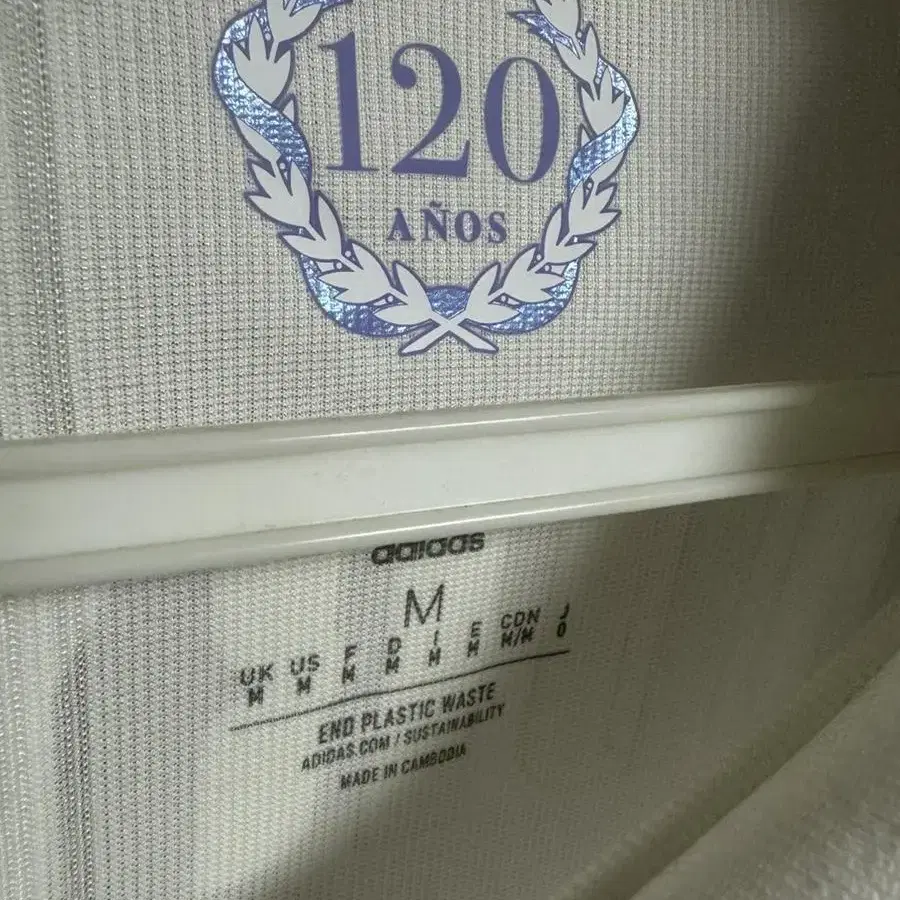 120
AÑOS
adidas
M
UK US F D I E CDN J
M M M M M M M/M O
END PLASTIC WASTE
ADIDAS.COM / SUSTAINABILITY
MADE IN CAMBODIA